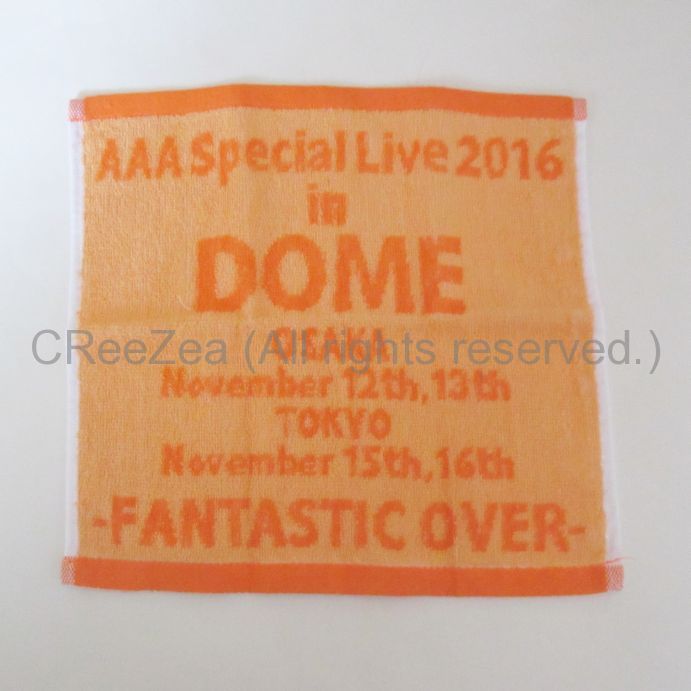 AAA Special Live 2016
in
DOME
OSAKA
CReeZea (All rights reserved.)
November 12th, 13th
TOKYO
November 15th, 16th
-FANTASTIC OVER-